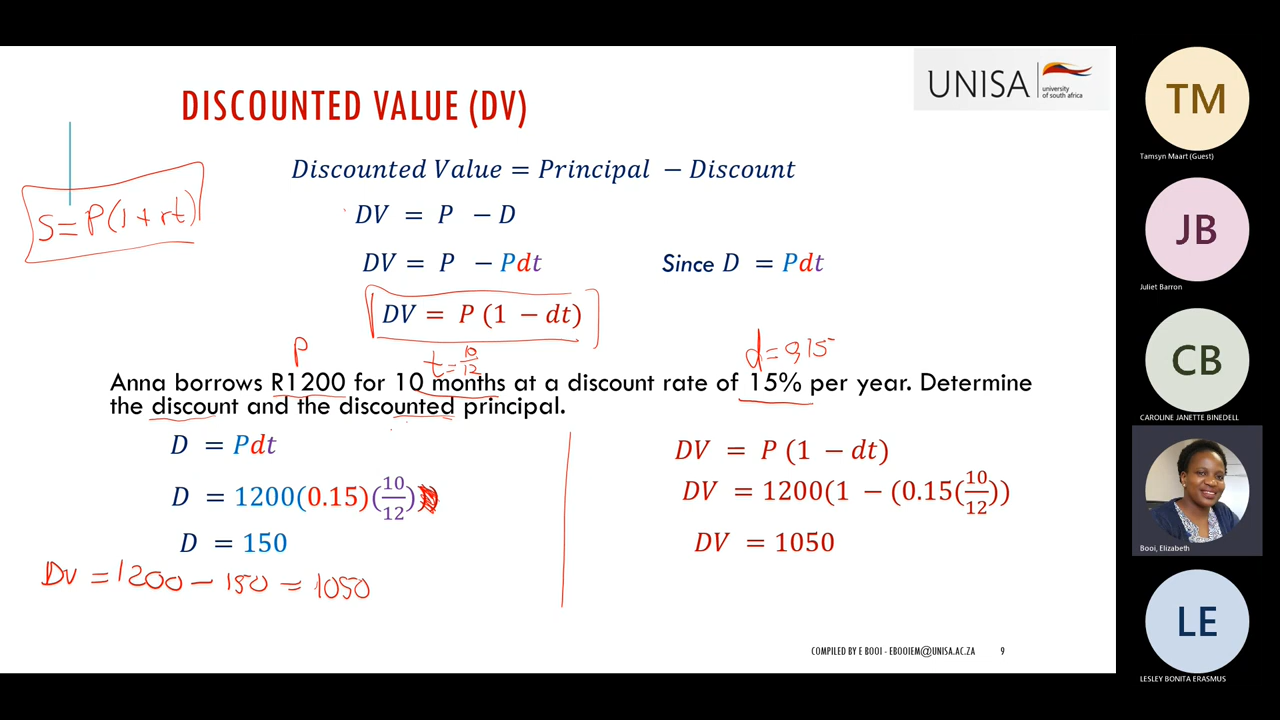 UNISA
university
of south africa
DISCOUNTED VALUE (DV)
Discounted Value = Principal − Discount
S = P(1 + rt)
DV = P − D
DV = P − Pdt
Since D = Pdt
DV = P (1 − dt)
P
t = 10/12
d = 0,15
Anna borrows R1200 for 10 months at a discount rate of 15% per year. Determine
the discount and the discounted principal.
D = Pdt
D = 1200(0.15)(10/12)
D = 150
DV = 1200 − 150 = 1050
DV = P (1 − dt)
DV = 1200(1 − (0.15(10/12))
DV = 1050
COMPILED BY E BOOI - EBOOIEM@UNISA.AC.ZA 9
TM
Tamsyn Maart (Guest)
JB
Juliet Barron
CB
CAROLINE JANETTE BINEDELL
Booi, Elizabeth
LE
LESLEY BONITA ERASMUS